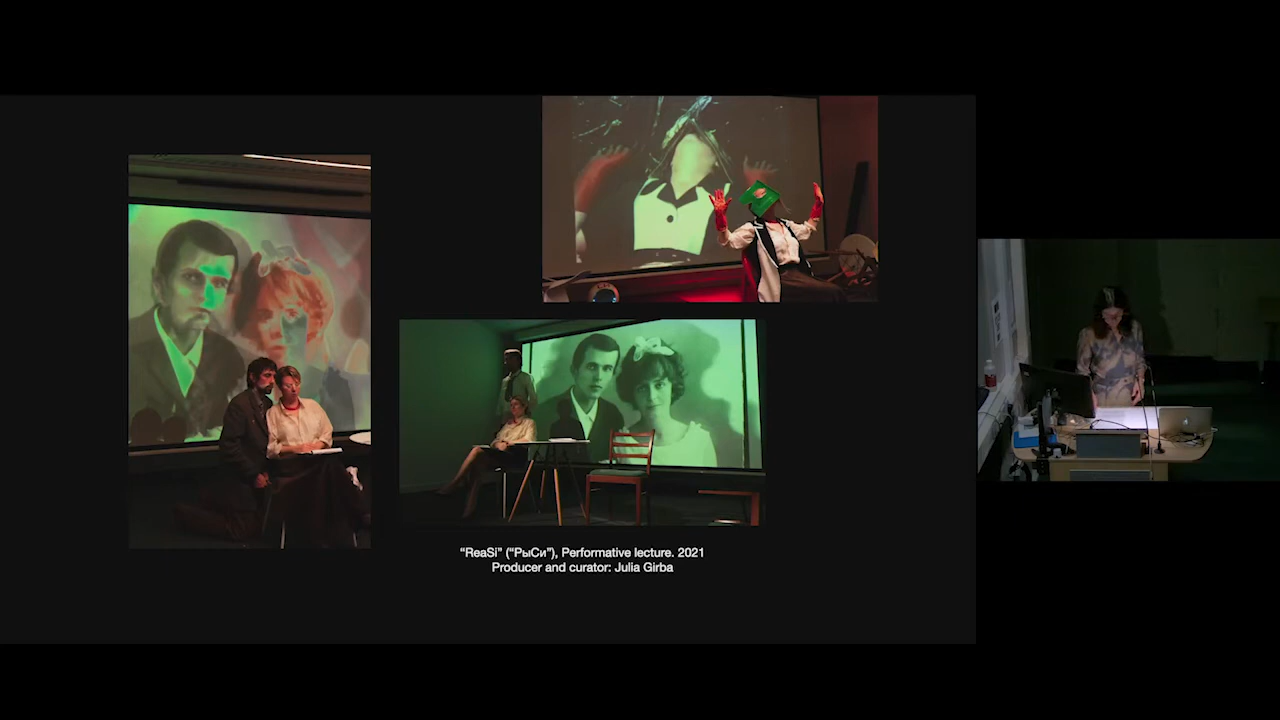 “ReaSi” (“РыСи”), Performative lecture. 2021
Producer and curator: Julia Girba